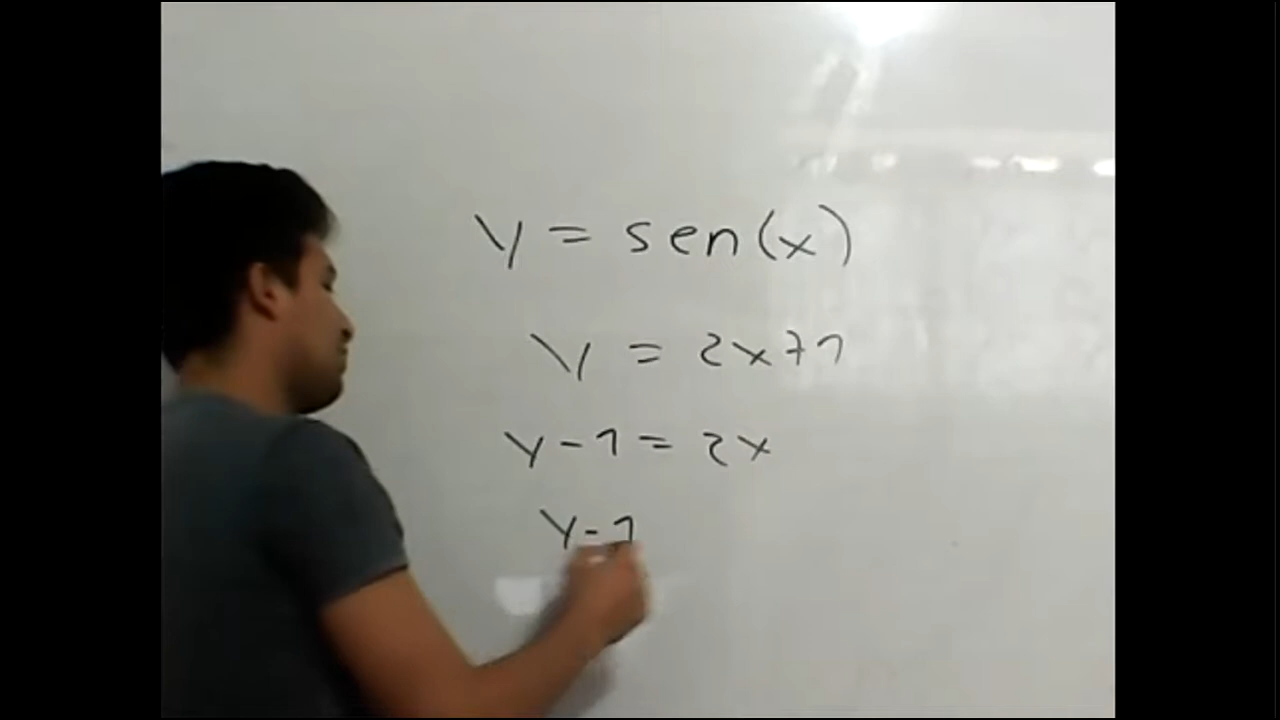 y = sen(x)
y = 2x+1
y-1 = 2x
y-1